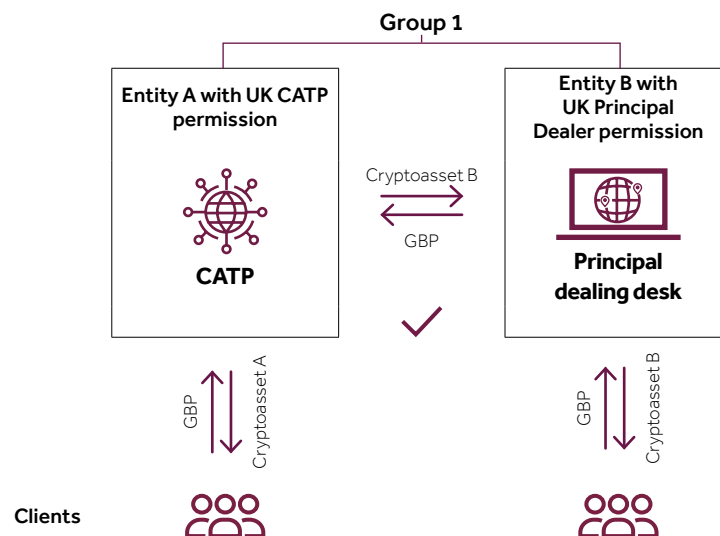 Group 1
Entity A with UK CATP
permission
CATP
Entity B with
UK Principal
Dealer permission
Principal
dealing desk
Cryptoasset B
GBP
GBP
Cryptoasset A
GBP
Cryptoasset B
Clients